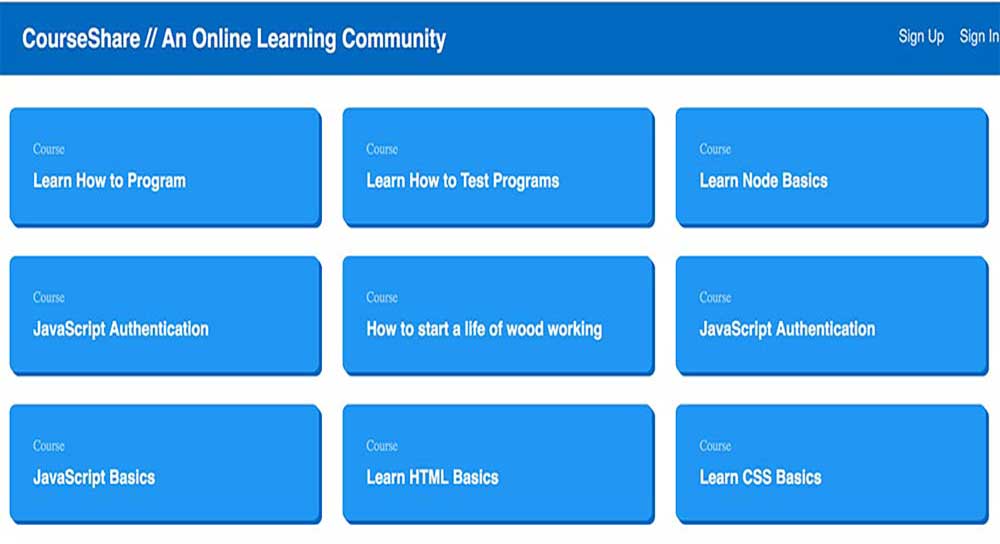 CourseShare // An Online Learning Community
Sign Up Sign In
Course
Learn How to Program
Course
Learn How to Test Programs
Course
Learn Node Basics
Course
JavaScript Authentication
Course
How to start a life of wood working
Course
JavaScript Authentication
Course
JavaScript Basics
Course
Learn HTML Basics
Course
Learn CSS Basics